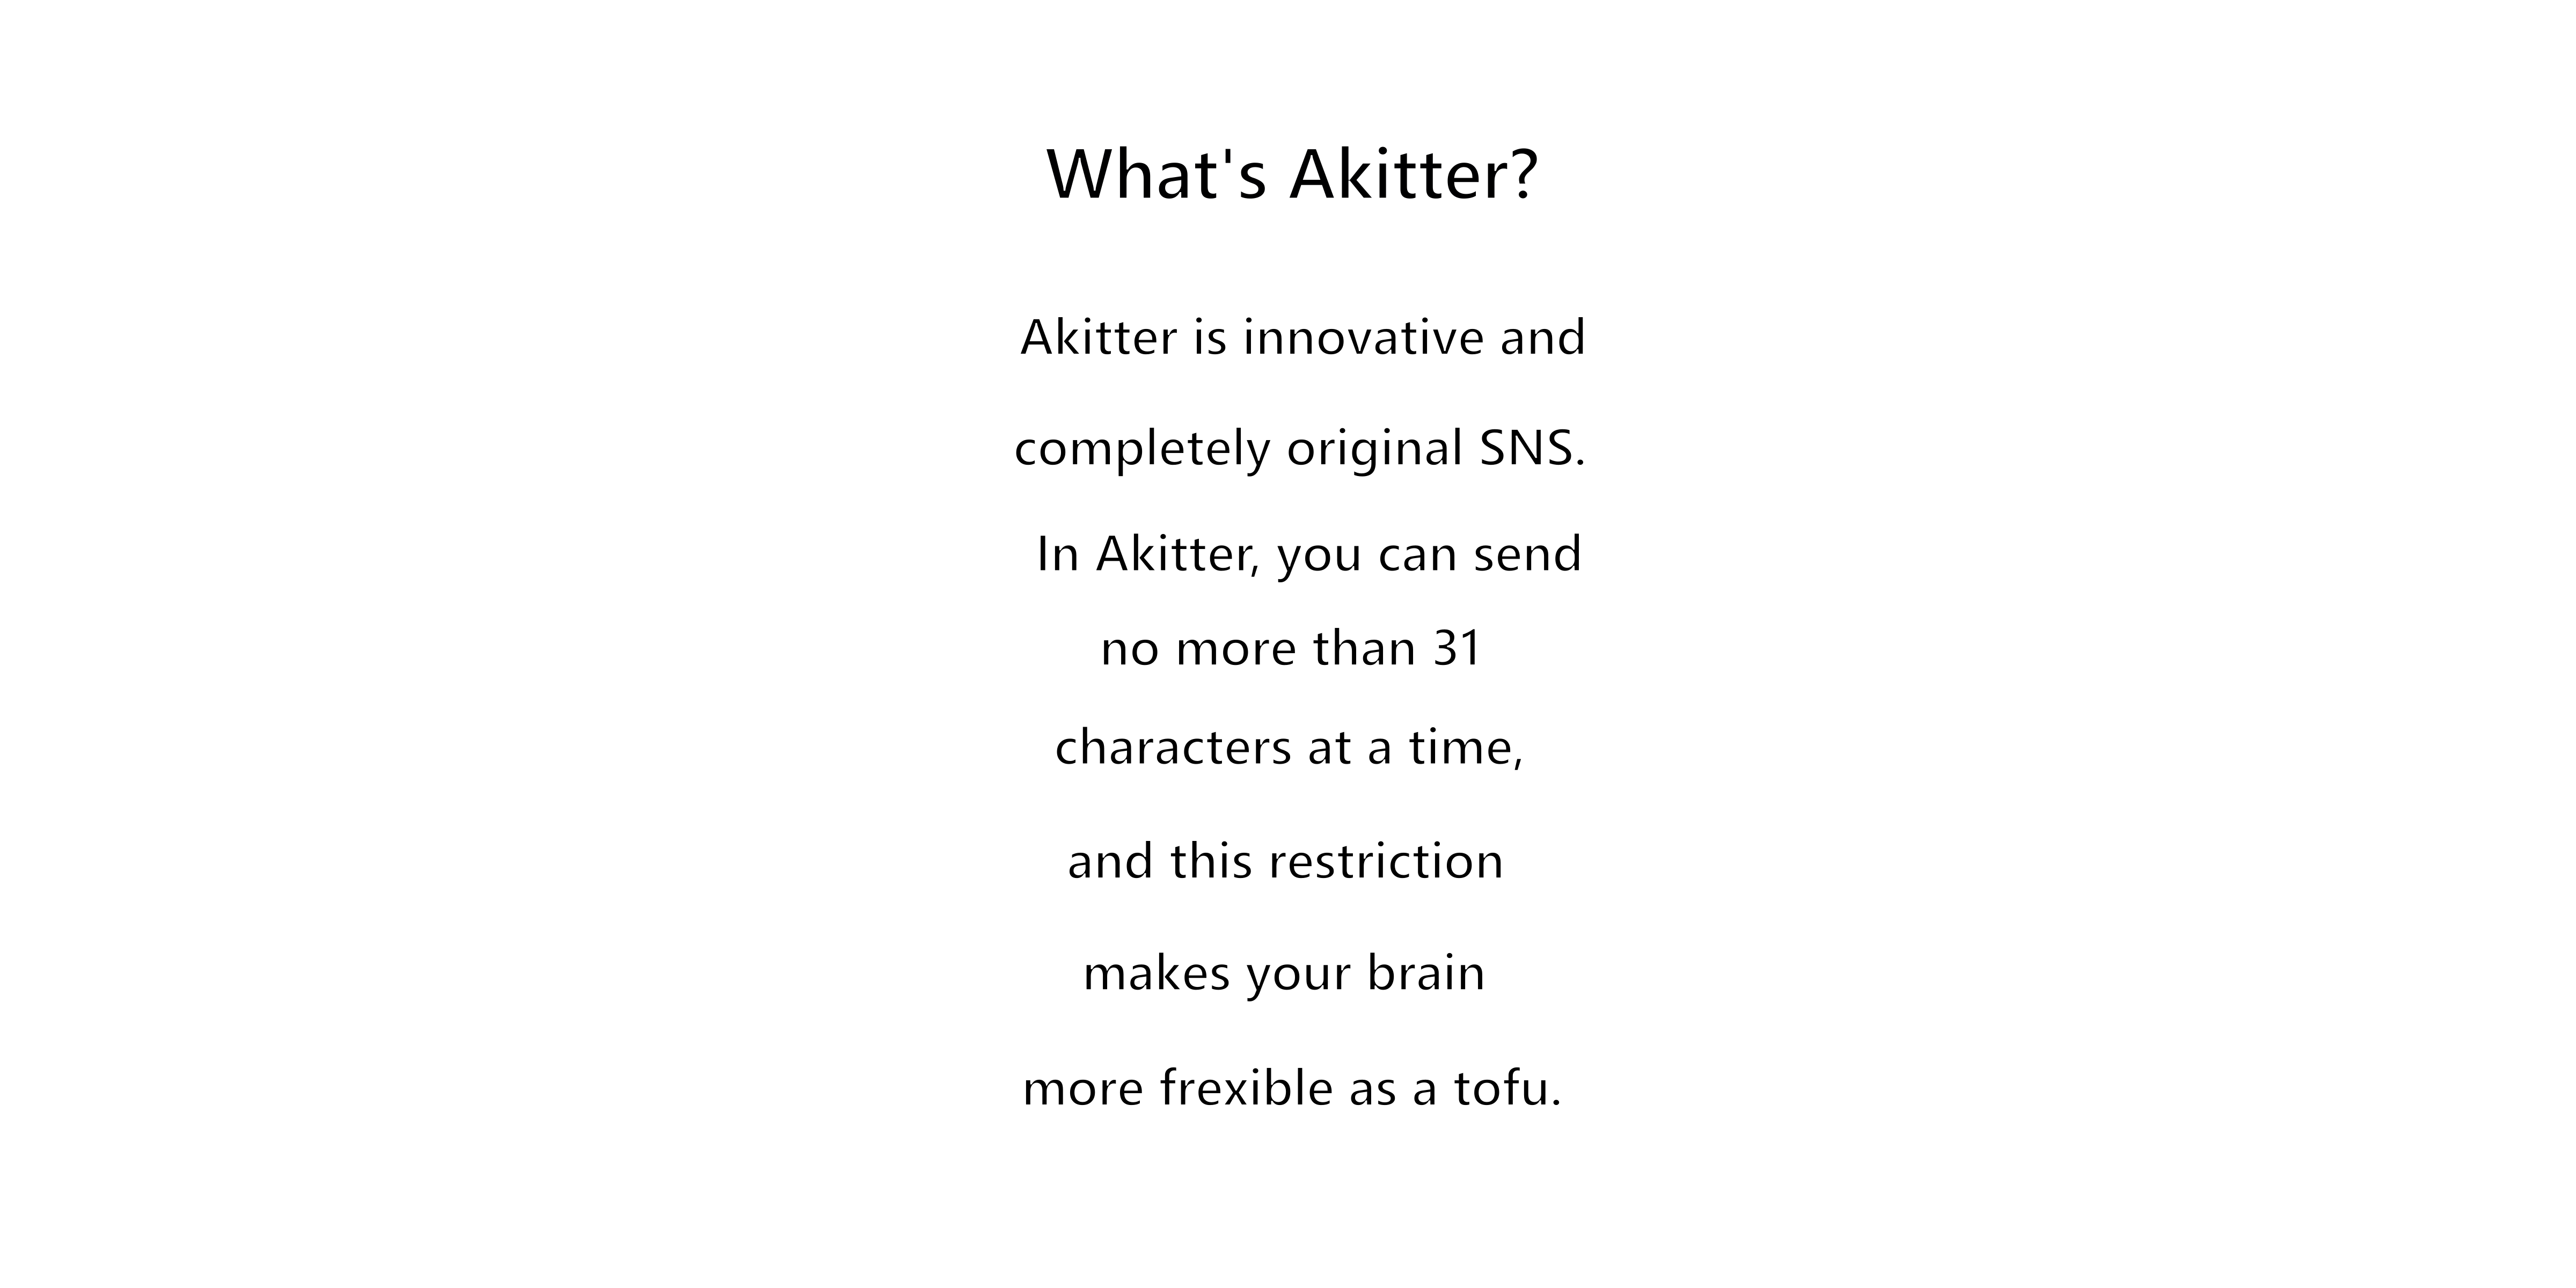 What's Akitter?
Akitter is innovative and
completely original SNS.
In Akitter, you can send
no more than 31
characters at a time,
and this restriction
makes your brain
more frexible as a tofu.